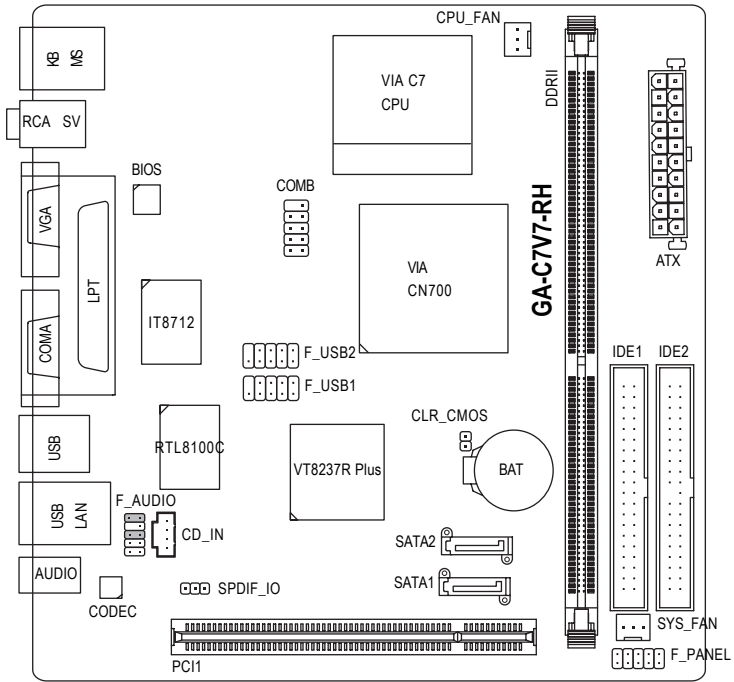 CPU_FAN
KB
MS
VIA C7
CPU
DDRII
RCA SV
BIOS
COMB
VGA
LPT
GA-C7V7-RH
ATX
VIA
CN700
IT8712
COMA
F_USB2
IDE1
IDE2
F_USB1
CLR_CMOS
USB
RTL8100C
VT8237R Plus
BAT
USB
LAN
F_AUDIO
CD_IN
SATA2
AUDIO
SATA1
CODEC
SPDIF_IO
SYS_FAN
F_PANEL
PCI1